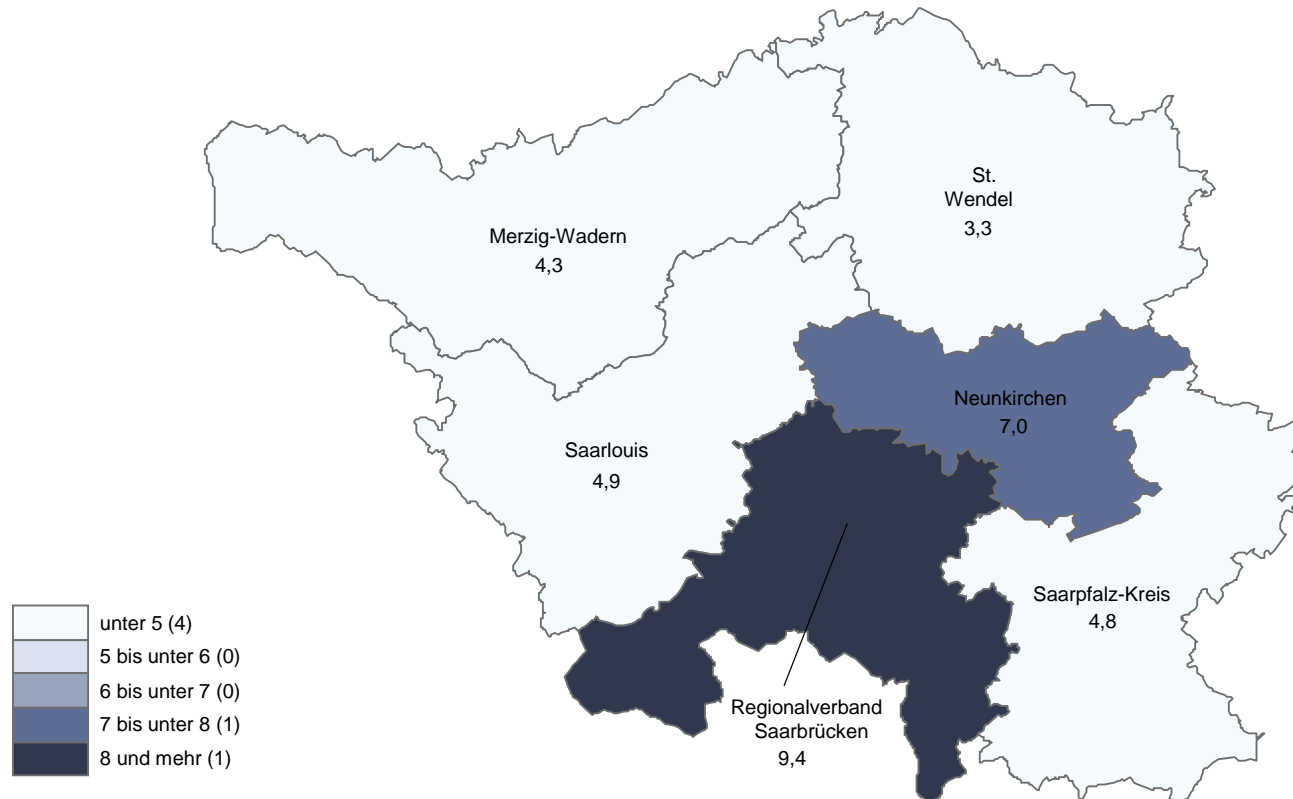 St.
Wendel
3,3
Merzig-Wadern
4,3
Neunkirchen
7,0
Saarlouis
4,9
Saarpfalz-Kreis
4,8
Regionalverband
Saarbrücken
9,4
unter 5 (4)
5 bis unter 6 (0)
6 bis unter 7 (0)
7 bis unter 8 (1)
8 und mehr (1)